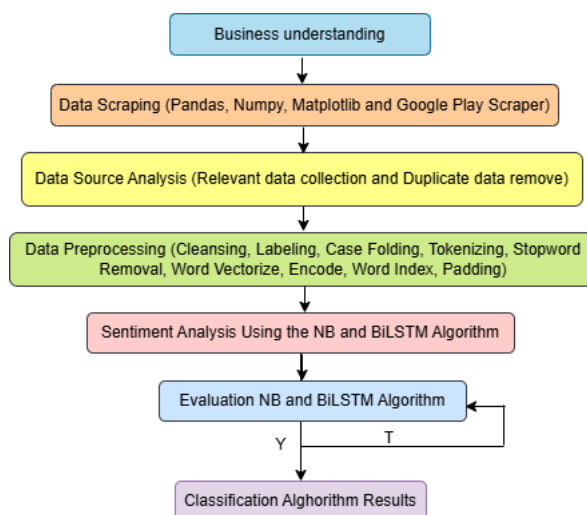 Business understanding
Data Scraping (Pandas, Numpy, Matplotlib and Google Play Scraper)
Data Source Analysis (Relevant data collection and Duplicate data remove)
Data Preprocessing (Cleansing, Labeling, Case Folding, Tokenizing, Stopword
Removal, Word Vectorize, Encode, Word Index, Padding)
Sentiment Analysis Using the NB and BiLSTM Algorithm
Evaluation NB and BiLSTM Algorithm
Y
T
Classification Alghorithm Results